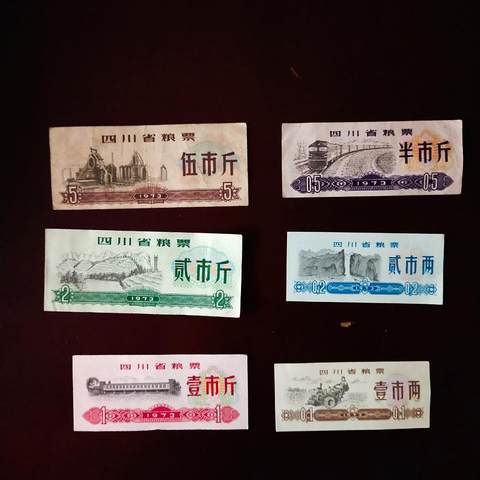 四川省粮票
伍市斤
5 1973 5
四川省粮票
半市斤
0.5 1973 0.5
四川省粮票
贰市斤
2 1973 2
四川省粮票
贰市两
0.2 0.2
四川省粮票
壹市斤
1 1973 1
四川省粮票
壹市两
0.1 0.1